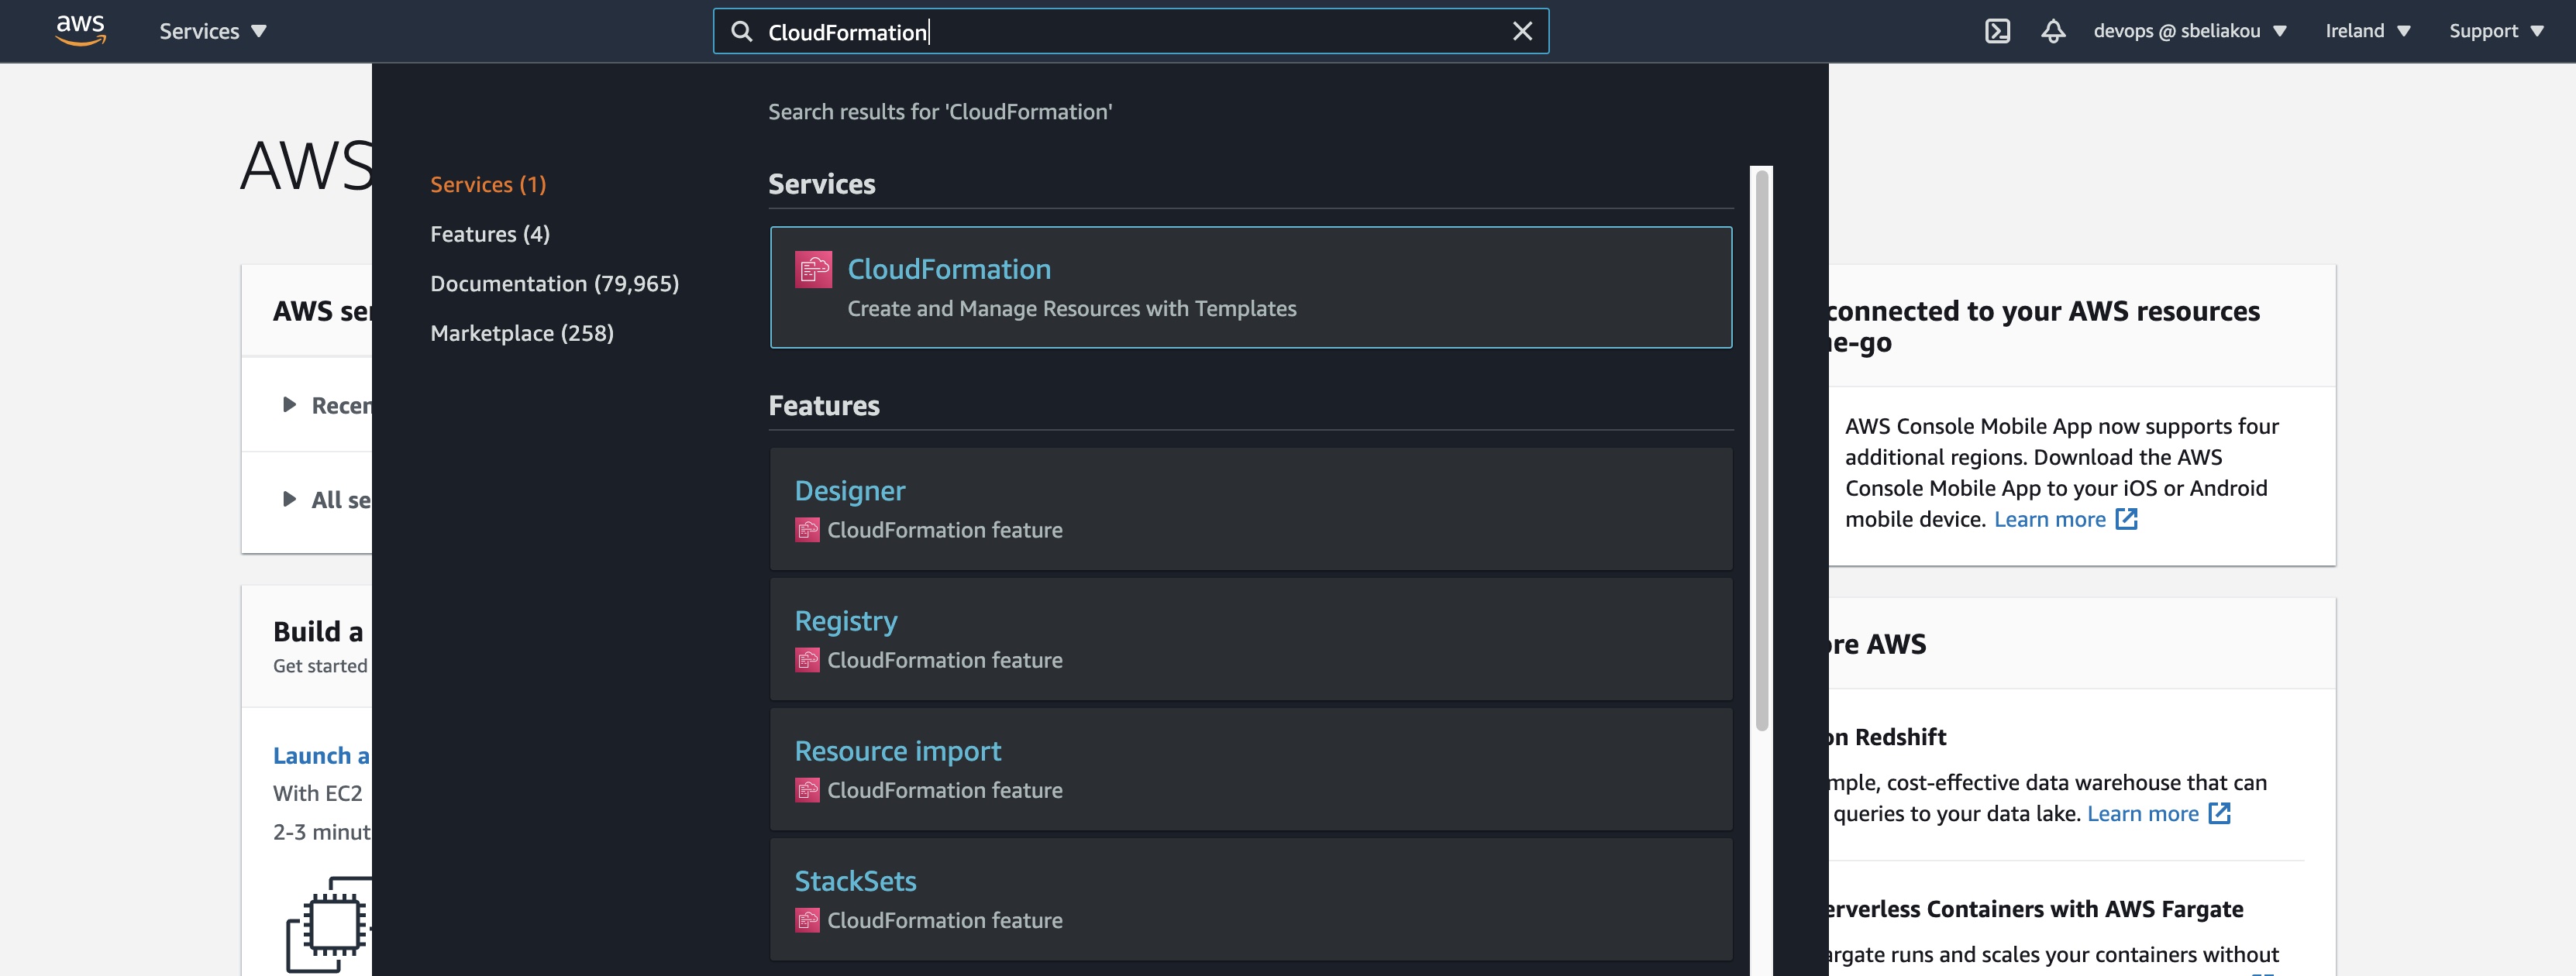 aws
Services
CloudFormation
devops @ sbeliakou
Ireland
Support
Search results for 'CloudFormation'
Services (1)
Features (4)
Documentation (79,965)
Marketplace (258)
Services
CloudFormation
Create and Manage Resources with Templates
Features
Designer
CloudFormation feature
Registry
CloudFormation feature
Resource import
CloudFormation feature
StackSets
CloudFormation feature
AWS
AWS ser
Recen
All se
Build a
Get started
Launch a
With EC2
2-3 minut
connected to your AWS resources
e-go
AWS Console Mobile App now supports four
additional regions. Download the AWS
Console Mobile App to your iOS or Android
mobile device. Learn more
re AWS
on Redshift
mple, cost-effective data warehouse that can
queries to your data lake. Learn more
erverless Containers with AWS Fargate
argate runs and scales your containers without